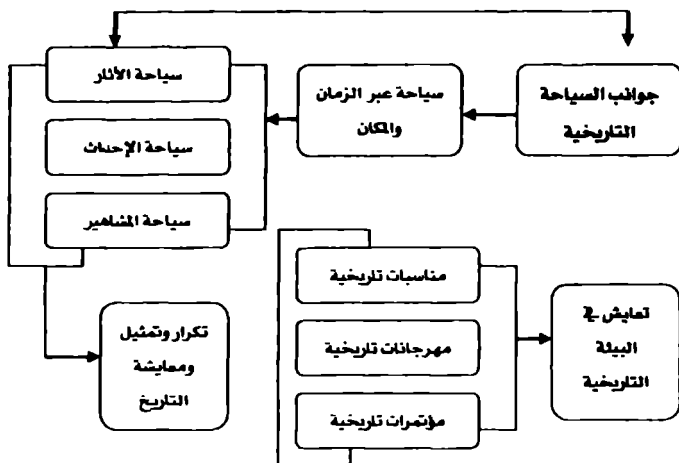 جوانب السياحة
التاريخية
سياحة عبر الزمان
والمكان
سياحة الأثار
سياحة الإحداث
سياحة المشاهير
تكرار وتمثيل
ومعايشة
التاريخ
مناسبات تاريخية
مهرجانات تاريخية
مؤتمرات تاريخية
تعايش في
البيئة
التاريخية